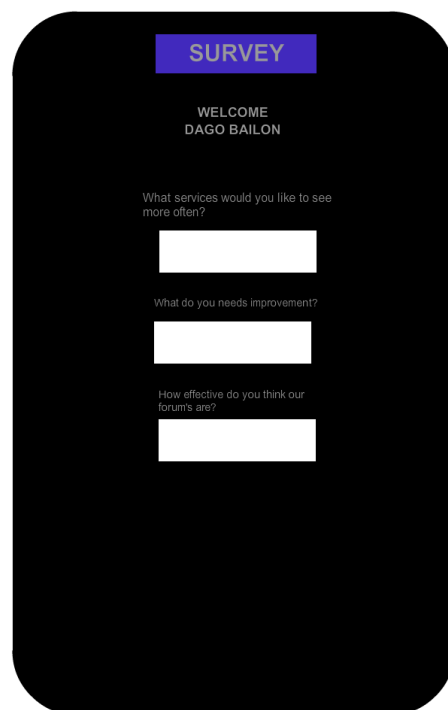 SURVEY
WELCOME
DAGO BAILON
What services would you like to see
more often?
What do you needs improvement?
How effective do you think our
forum's are?